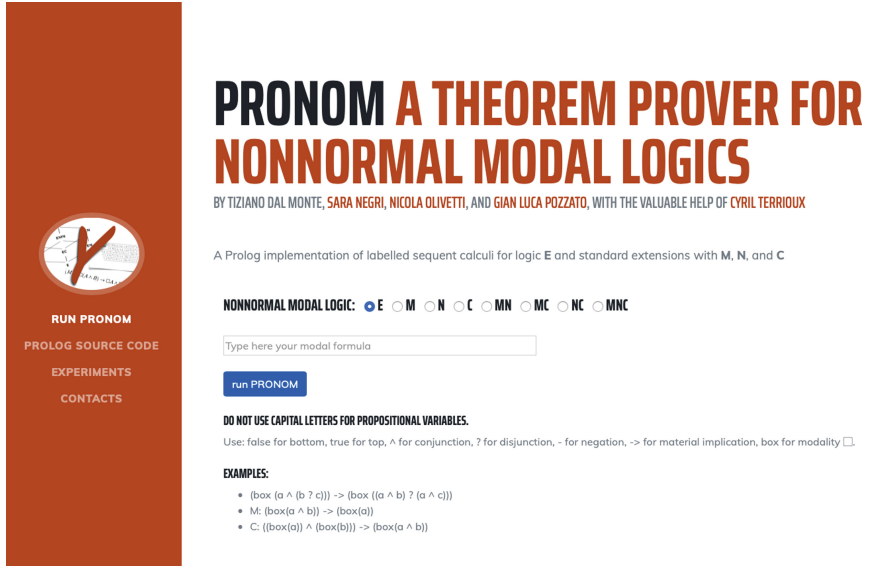 PRONOM A THEOREM PROVER FOR
NONNORMAL MODAL LOGICS
BY TIZIANO DAL MONTE, SARA NEGRI, NICOLA OLIVETTI, AND GIAN LUCA POZZATO, WITH THE VALUABLE HELP OF CYRIL TERRIOUX
A Prolog implementation of labelled sequent calculi for logic E and standard extensions with M, N, and C
RUN PRONOM
PROLOG SOURCE CODE
EXPERIMENTS
CONTACTS
NONNORMAL MODAL LOGIC: E M N C MN MC NC MNC
Type here your modal formula
run PRONOM
DO NOT USE CAPITAL LETTERS FOR PROPOSITIONAL VARIABLES.
Use: false for bottom, true for top, ^ for conjunction, ? for disjunction, - for negation, -> for material implication, box for modality □.
EXAMPLES:
• (box (a ^ (b ? c))) -> (box ((a ^ b) ? (a ^ c)))
• M: (box(a ^ b)) -> (box(a))
• C: ((box(a)) ^ (box(b))) -> (box(a ^ b))